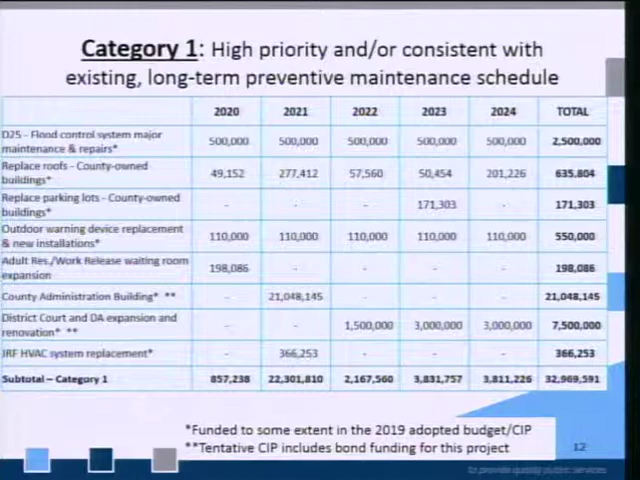 Category 1: High priority and/or consistent with
existing, long-term preventive maintenance schedule
2020 2021 2022 2023 2024 TOTAL
D25 - Flood control system major
maintenance & repairs* 500,000 500,000 500,000 500,000 500,000 2,500,000
Replace roofs - County-owned
buildings* 49,152 277,412 57,560 50,454 201,226 635,804
Replace parking lots - County-owned
buildings* - - - 171,303 - 171,303
Outdoor warning device replacement
& new installations* 110,000 110,000 110,000 110,000 110,000 550,000
Adult Res./Work Release waiting room
expansion 198,086 - - - - 198,086
County Administration Building* ** - 21,048,145 - - - 21,048,145
District Court and DA expansion and
renovation* ** - - 1,500,000 3,000,000 3,000,000 7,500,000
JRF HVAC system replacement* - 366,253 - - - 366,253
Subtotal – Category 1 857,238 22,301,810 2,167,560 3,831,757 3,811,226 32,969,591
*Funded to some extent in the 2019 adopted budget/CIP
**Tentative CIP includes bond funding for this project
12
to provide quality public services